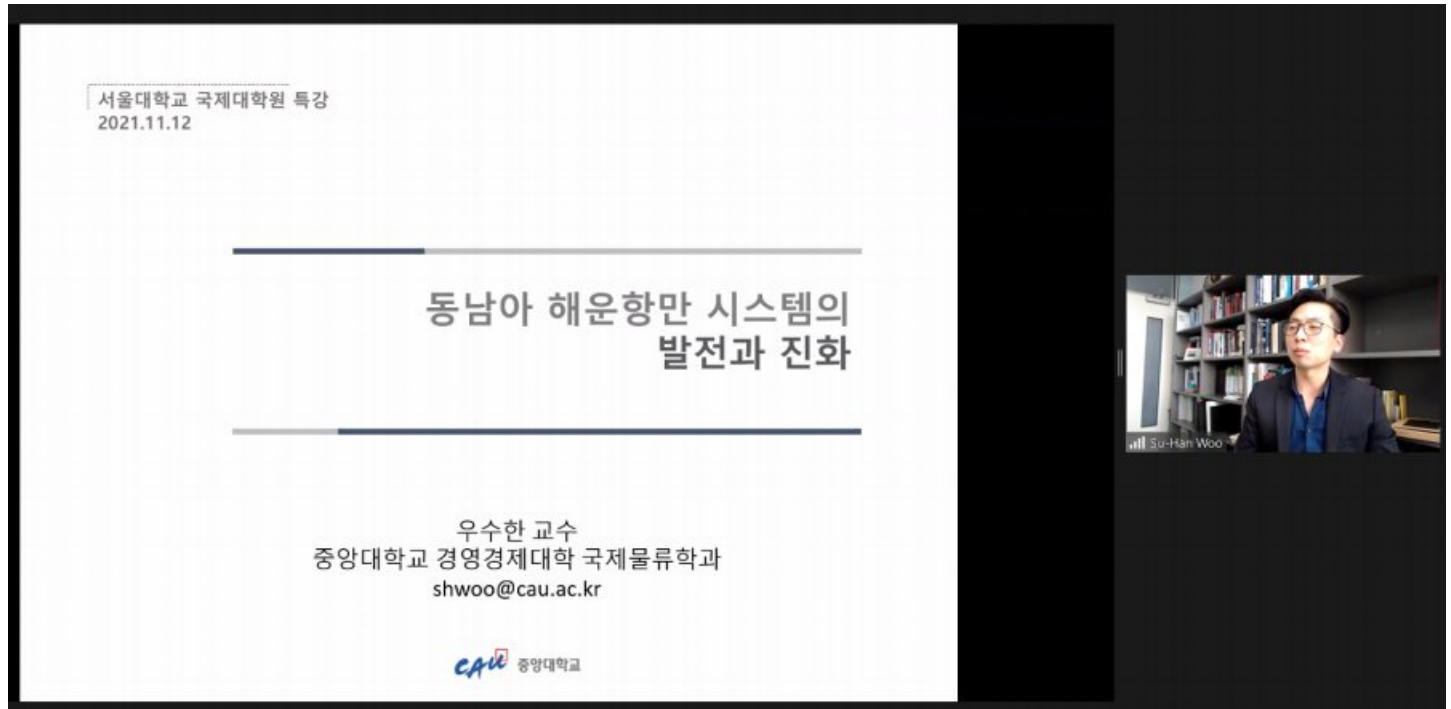 서울대학교 국제대학원 특강
2021.11.12
동남아 해운항만 시스템의
발전과 진화
우수한 교수
중앙대학교 경영경제대학 국제물류학과
shwoo@cau.ac.kr
CAU 중앙대학교
Su-Han Woo